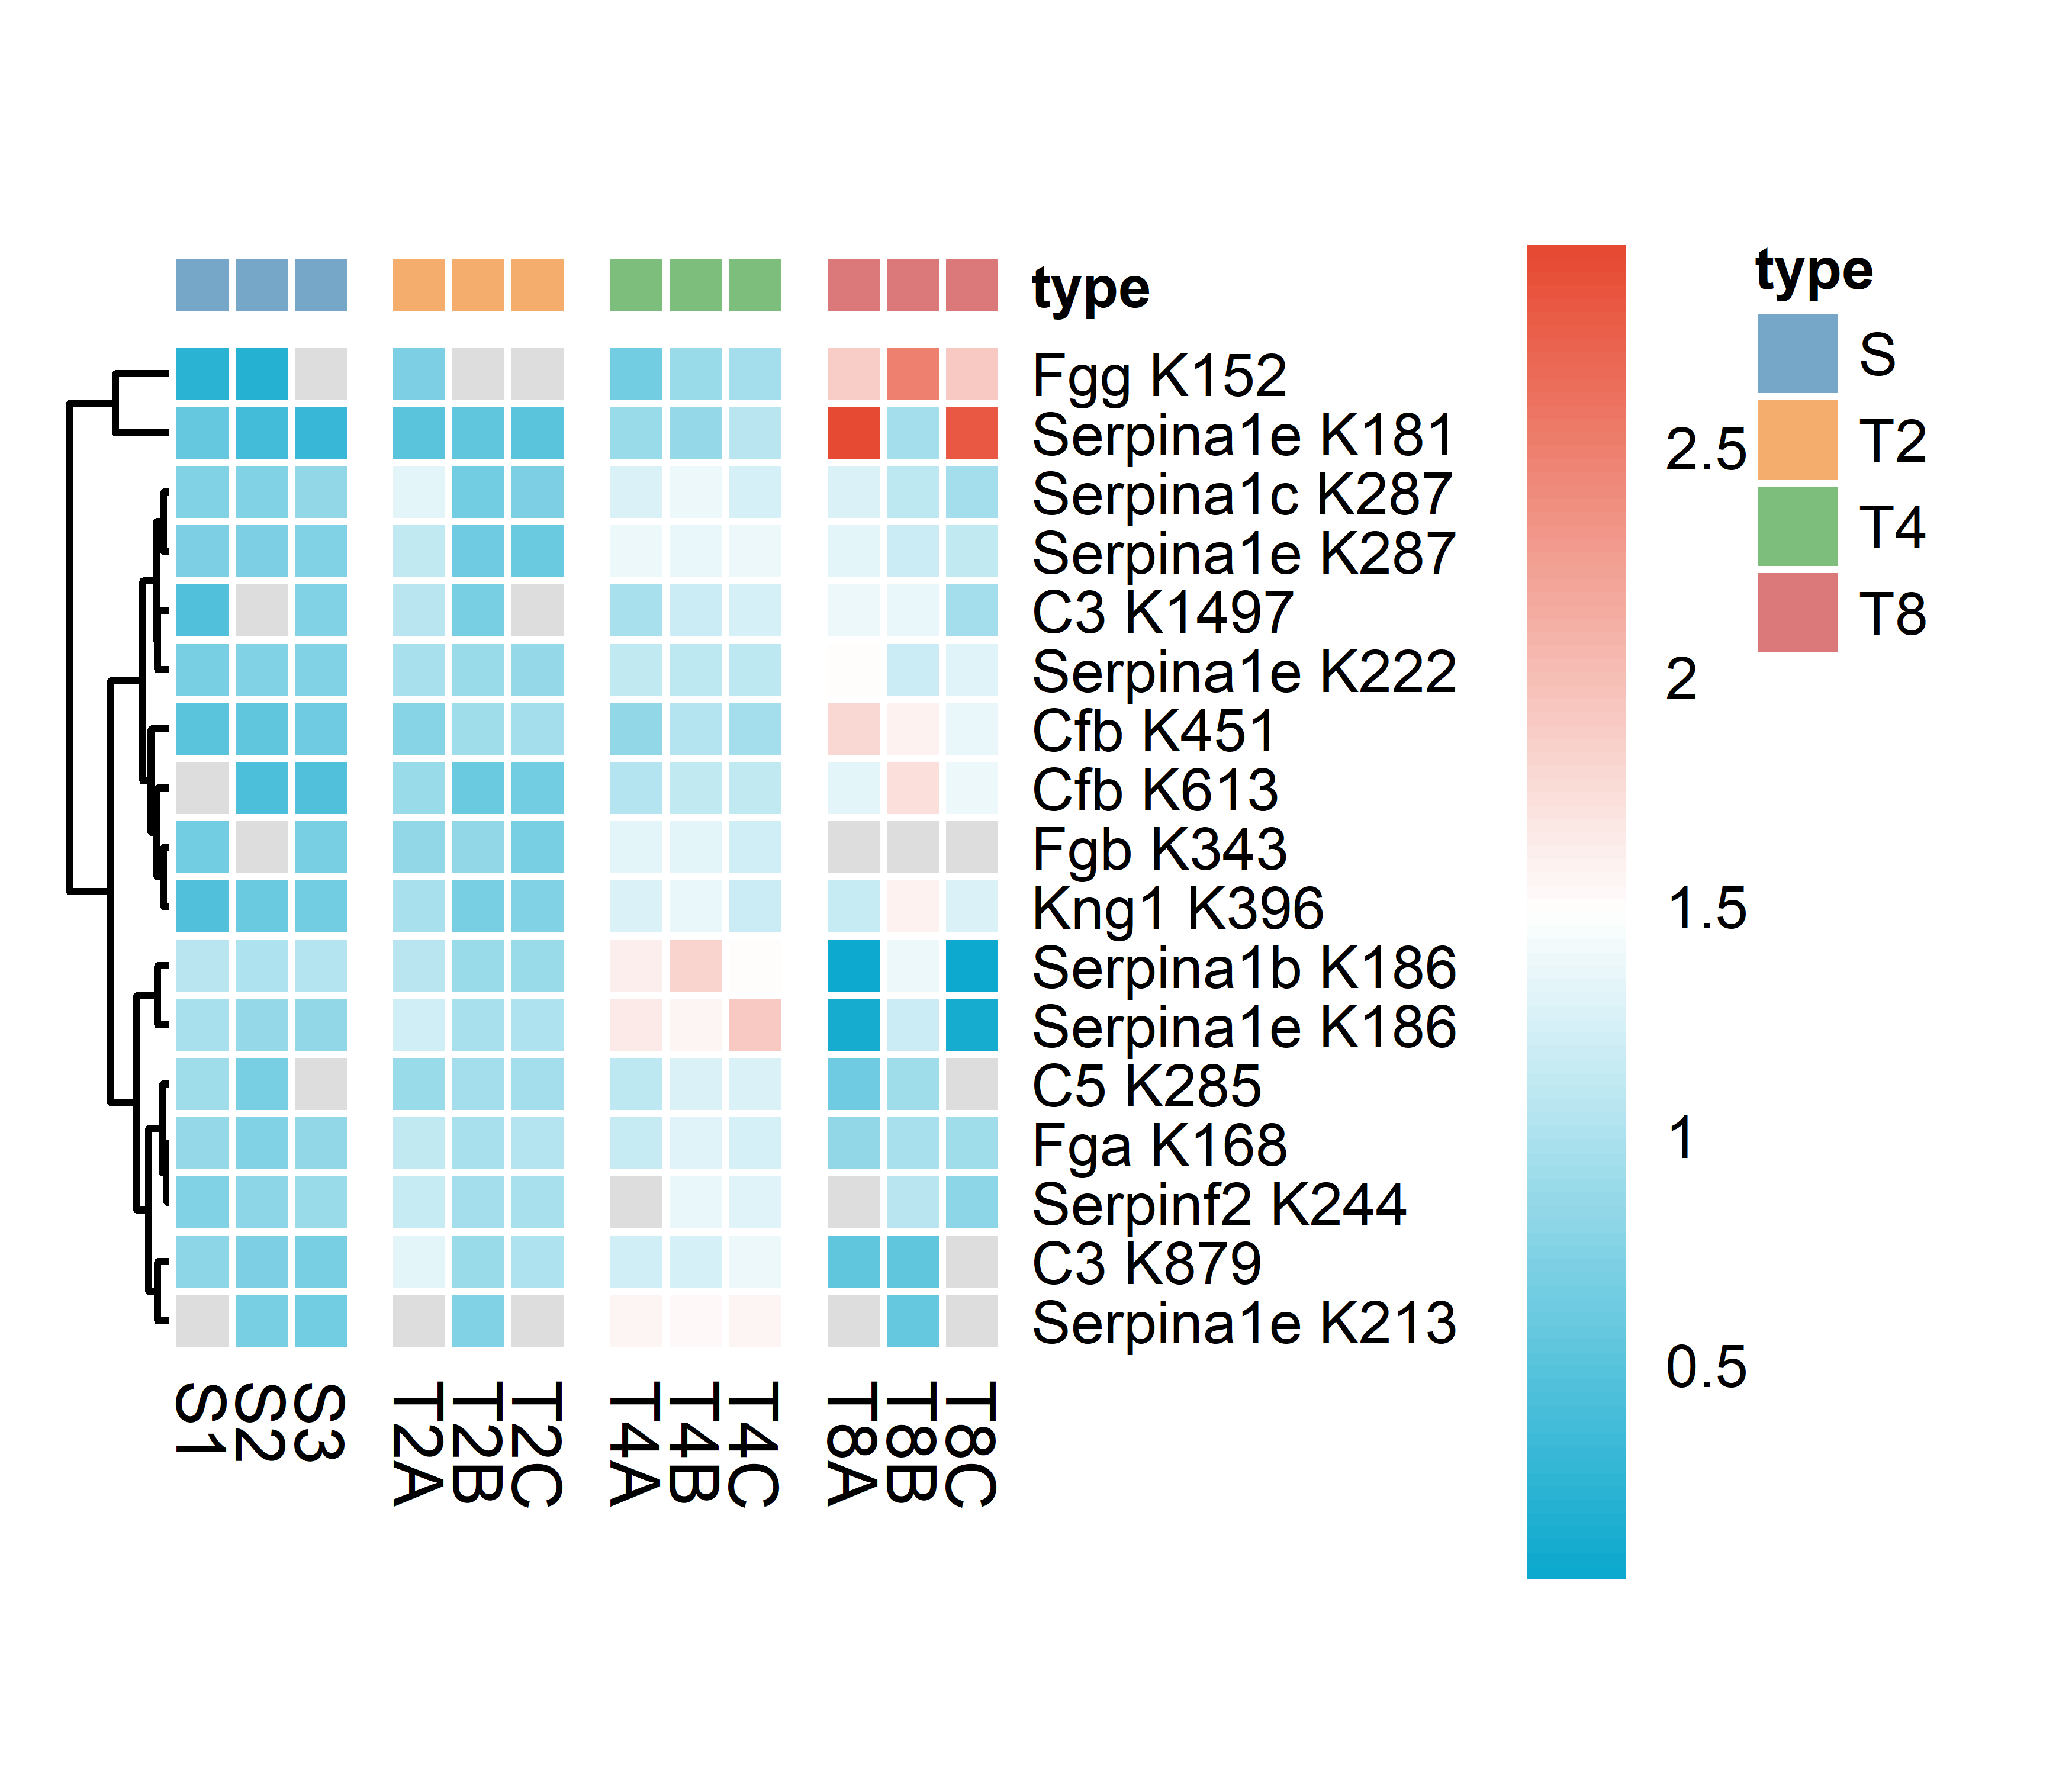 type
Fgg K152
Serpina1e K181
Serpina1c K287
Serpina1e K287
C3 K1497
Serpina1e K222
Cfb K451
Cfb K613
Fgb K343
Kng1 K396
Serpina1b K186
Serpina1e K186
C5 K285
Fga K168
Serpinf2 K244
C3 K879
Serpina1e K213
S1
S2
S3
T2A
T2B
T2C
T4A
T4B
T4C
T8A
T8B
T8C
2.5
2
1.5
1
0.5
type
S
T2
T4
T8